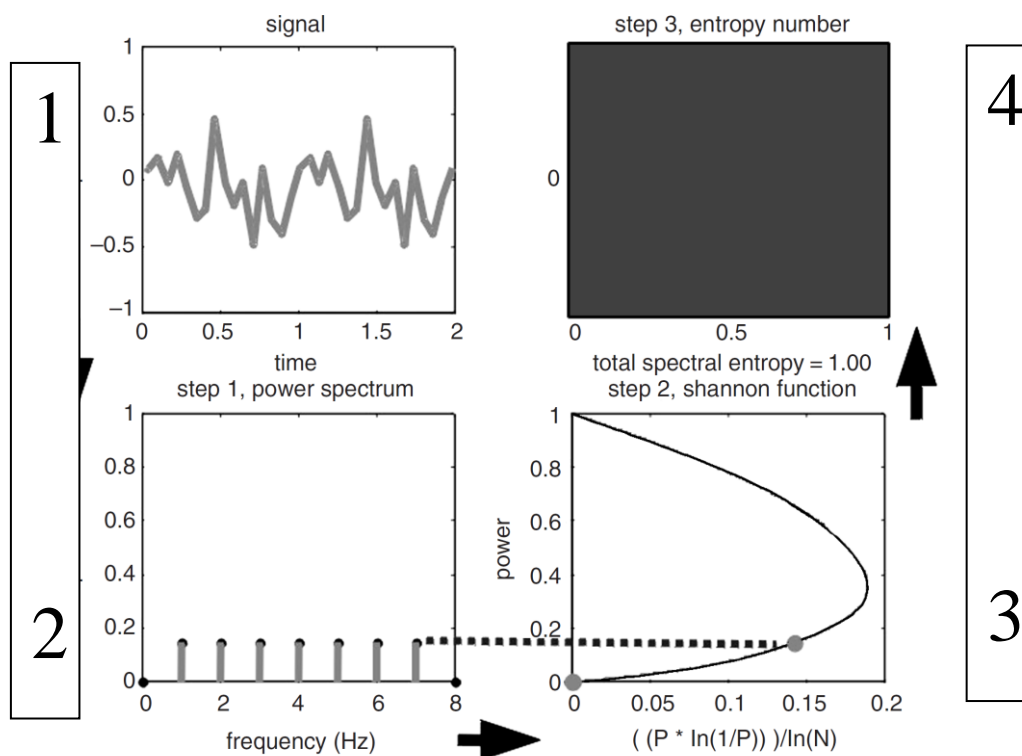 1
signal
1
0.5
0
−0.5
−1
0 0.5 1 1.5 2
time
step 3, entropy number
0
0 0.5 1
total spectral entropy = 1.00
4
2
step 1, power spectrum
1
0.8
0.6
0.4
0.2
0
0 2 4 6 8
frequency (Hz)
step 2, shannon function
1
0.8
0.6
0.4
0.2
0
power
0 0.05 0.1 0.15 0.2
( (P * In(1/P)) )/In(N)
3